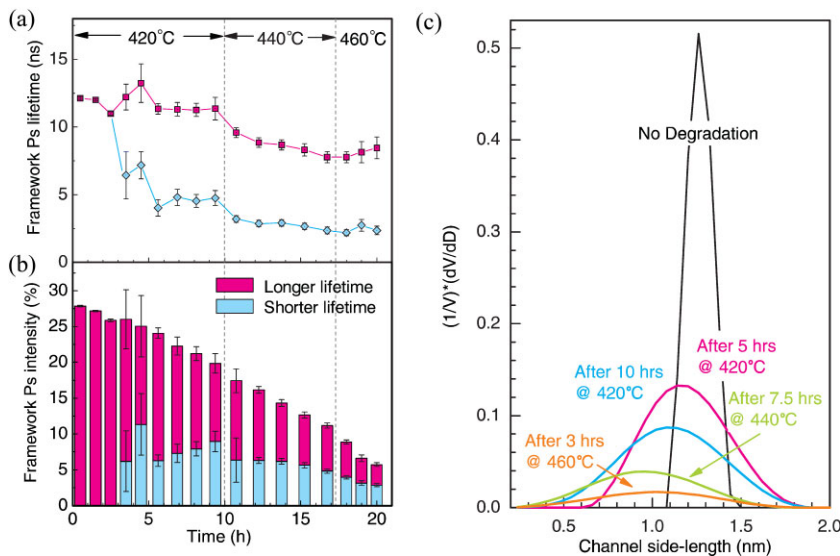 (a)
420°C
440°C
460°C
Framework Ps lifetime (ns)
15
10
5
0
(b)
Longer lifetime
Shorter lifetime
Framework Ps intensity (%)
30
25
20
15
10
5
0
0
5
10
15
20
Time (h)
(c)
0.5
0.4
0.3
0.2
0.1
0.0
(1/V)*(dV/dD)
No Degradation
After 5 hrs
@ 420°C
After 10 hrs
@ 420°C
After 7.5 hrs
@ 440°C
After 3 hrs
@ 460°C
0.5
1.0
1.5
2.0
Channel side-length (nm)